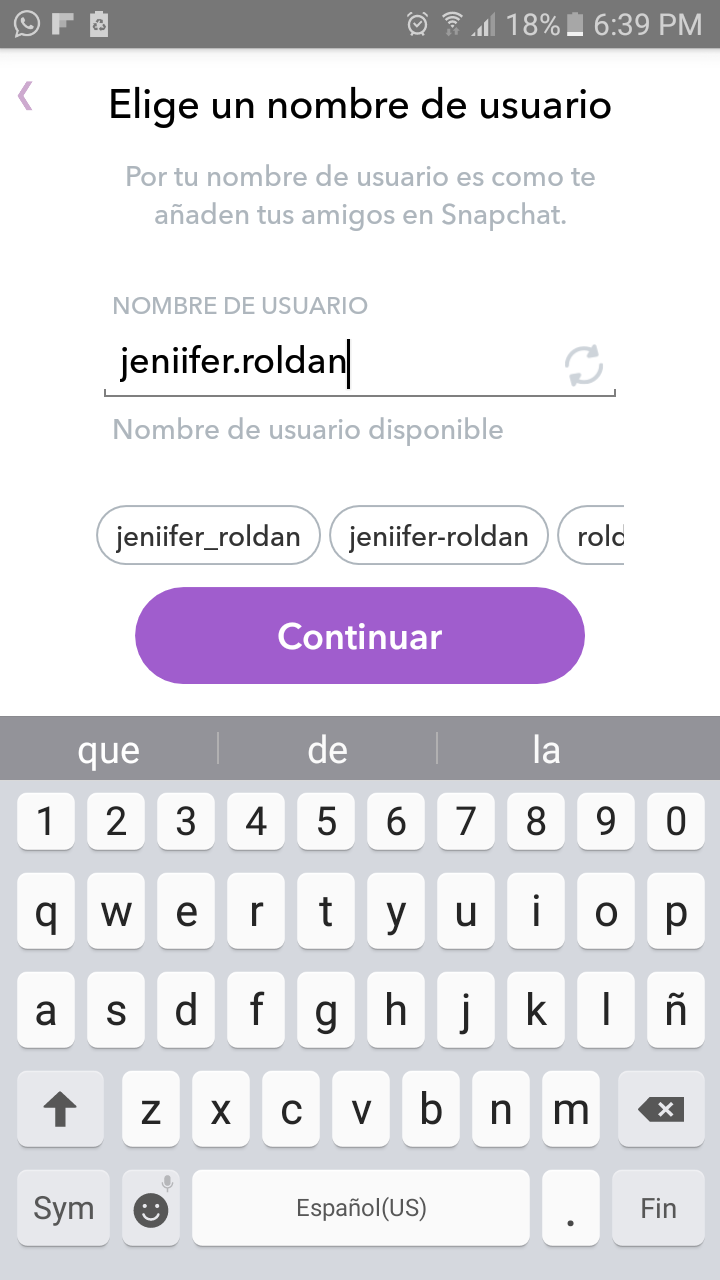 18% 6:39 PM
Elige un nombre de usuario
Por tu nombre de usuario es como te
añaden tus amigos en Snapchat.
NOMBRE DE USUARIO
jeniifer.roldan
Nombre de usuario disponible
jeniifer_roldan jeniifer-roldan rold
Continuar
que de la
1 2 3 4 5 6 7 8 9 0
q w e r t y u i o p
a s d f g h j k l ñ
z x c v b n m
Sym Español(US) . Fin